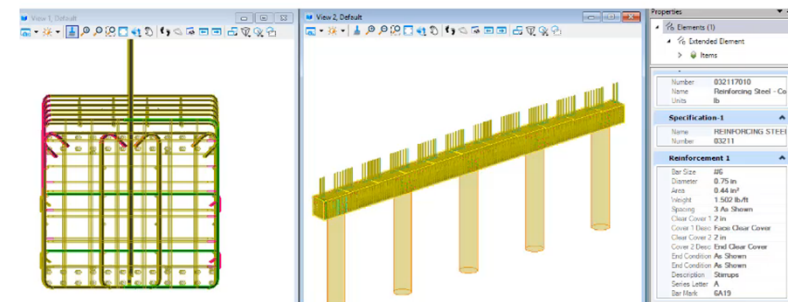 View 1, Default
View 2, Default
Properties
Elements (1)
Extended Element
Items
Number 032117010
Name Reinforcing Steel - Co
Units lb
Specification-1
Name REINFORCING STEE
Number 03211
Reinforcement 1
Bar Size #6
Diameter 0.75 in
Area 0.44 in²
Weight 1.502 lb/ft
Spacing 3 As Shown
Clear Cover 1 2 in
Cover 1 Desc Face Clear Cover
Clear Cover 2 2 in
Cover 2 Desc End Clear Cover
End Condition As Shown
End Condition As Shown
Description Stirrups
Series Letter A
Bar Mark 6A19